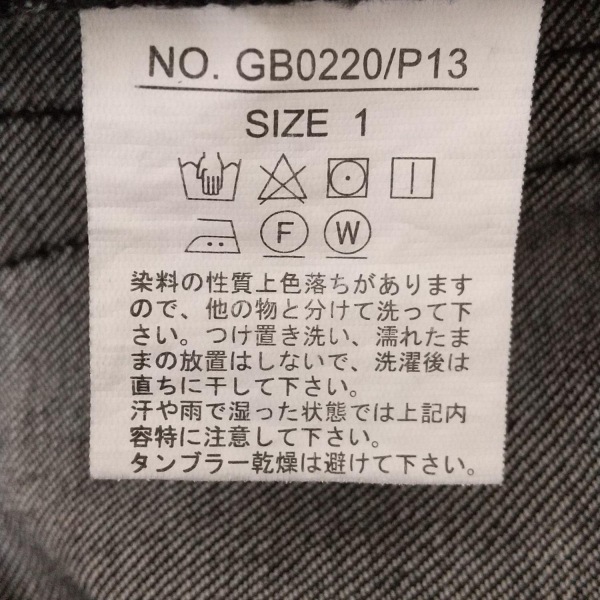 NO. GB0220/P13
SIZE 1
F W
染料の性質上色落ちがあります
ので、他の物と分けて洗って下
さい。つけ置き洗い、濡れたま
まの放置はしないで、洗濯後は
直ちに干して下さい。
汗や雨で湿った状態では上記内
容特に注意して下さい。
タンブラー乾燥は避けて下さい。